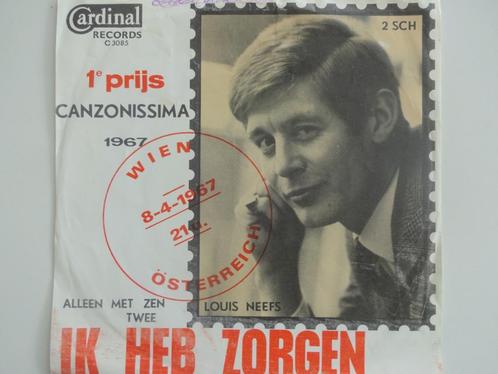 Cardinal
RECORDS
C 3085
2 SCH
1e prijs
CANZONISSIMA
1967
WIEN
8-4-1967
21u.
ÖSTERREICH
ALLEEN MET ZEN
TWEE
LOUIS NEEFS
IK HEB ZORGEN